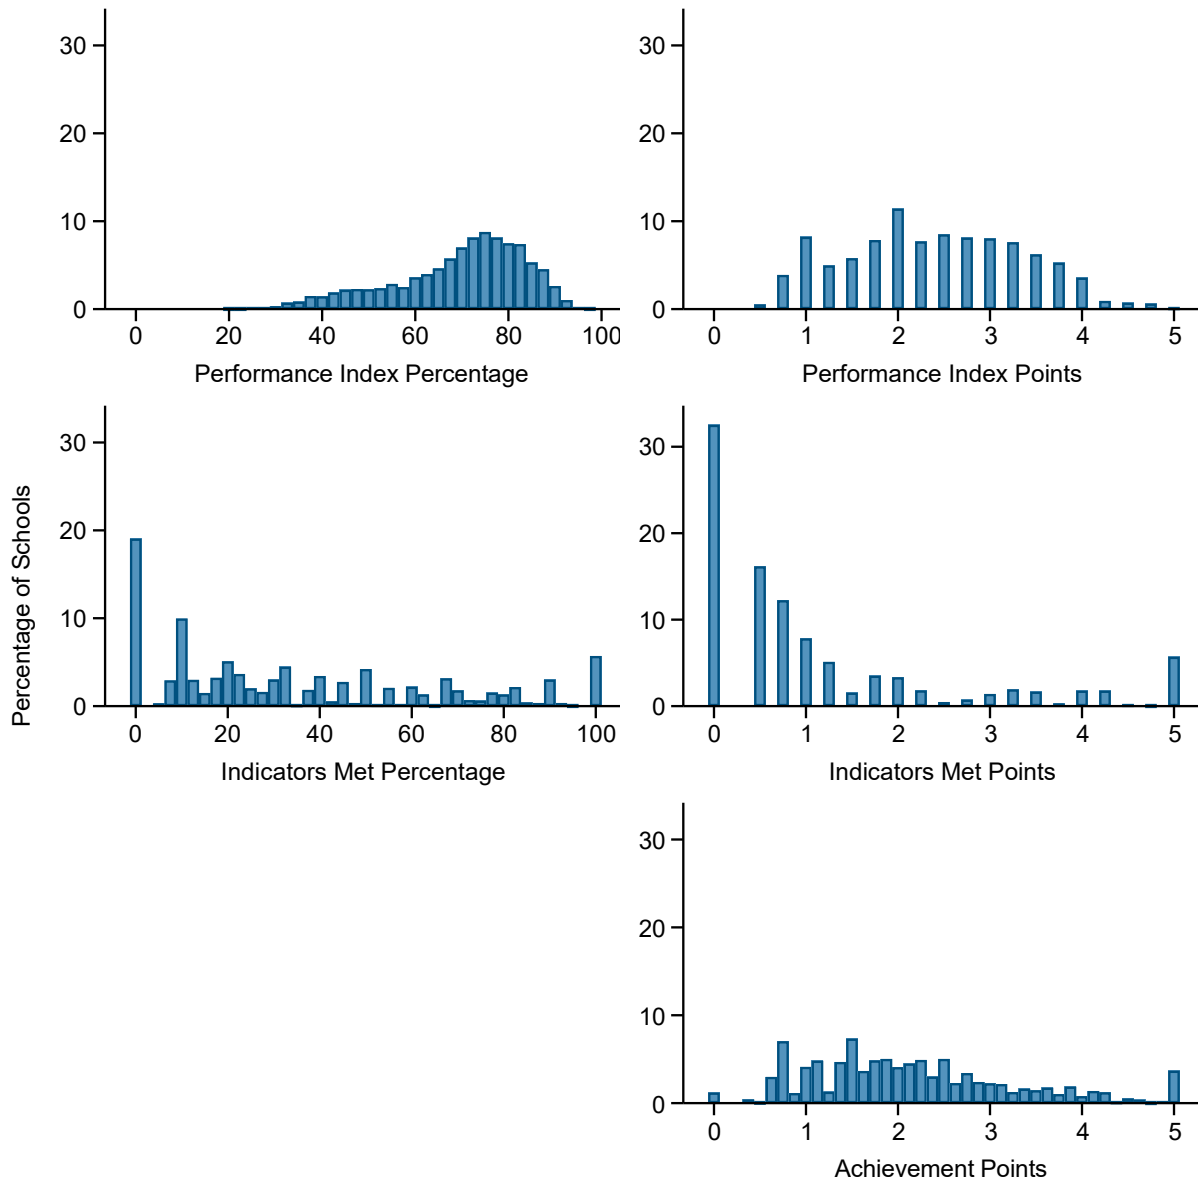 30
20
10
0
0 20 40 60 80 100
Performance Index Percentage
30
20
10
0
0 1 2 3 4 5
Performance Index Points
Percentage of Schools
30
20
10
0
0 20 40 60 80 100
Indicators Met Percentage
30
20
10
0
0 1 2 3 4 5
Indicators Met Points
30
20
10
0
0 1 2 3 4 5
Achievement Points